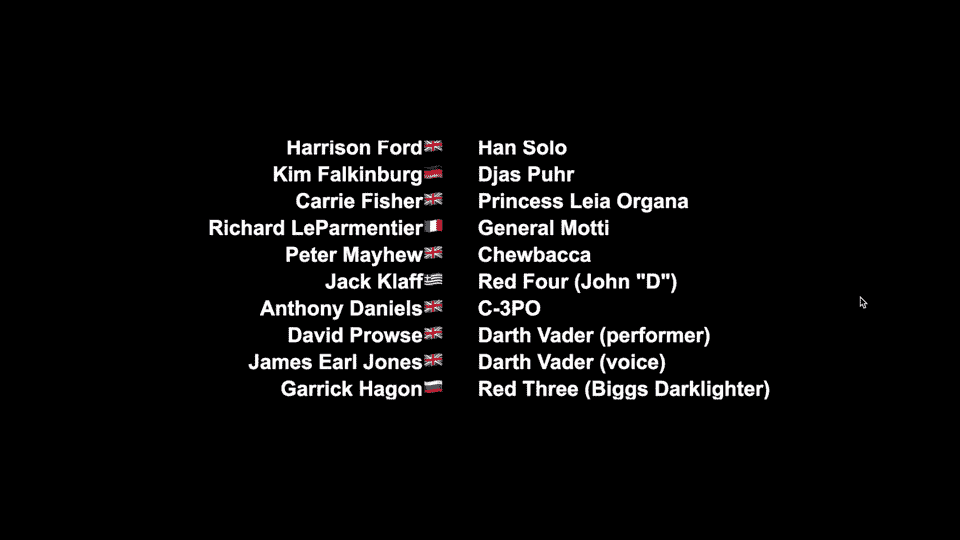 Harrison Ford Han Solo
Kim Falkinburg Djas Puhr
Carrie Fisher Princess Leia Organa
Richard LeParmentier General Motti
Peter Mayhew Chewbacca
Jack Klaff Red Four (John "D")
Anthony Daniels C-3PO
David Prowse Darth Vader (performer)
James Earl Jones Darth Vader (voice)
Garrick Hagon Red Three (Biggs Darklighter)